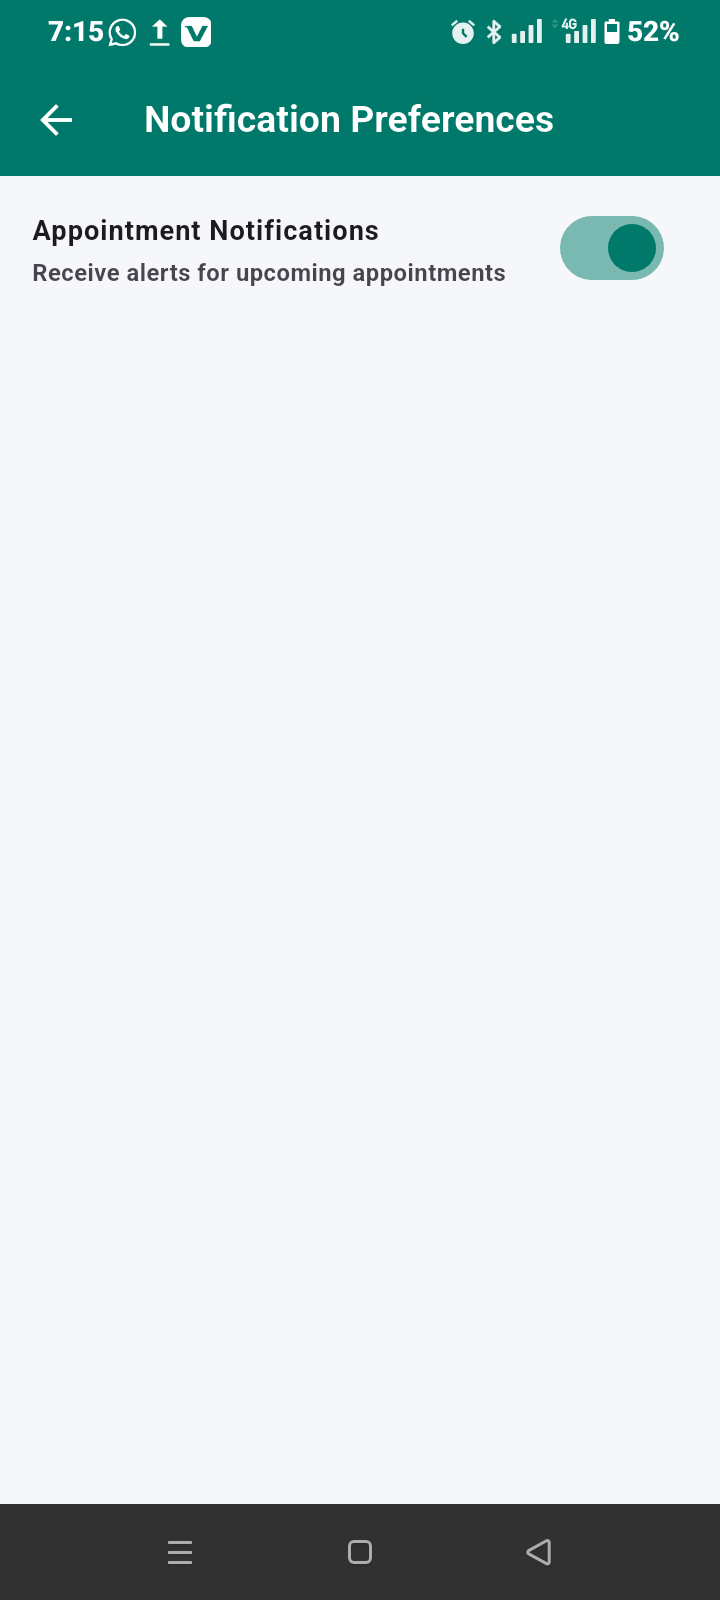 7:15 4G 52%
Notification Preferences
Appointment Notifications
Receive alerts for upcoming appointments